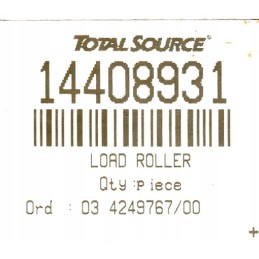 TOTAL SOURCE®
14408931
LOAD ROLLER
Qty:piece
Ord : 03 4249767/00